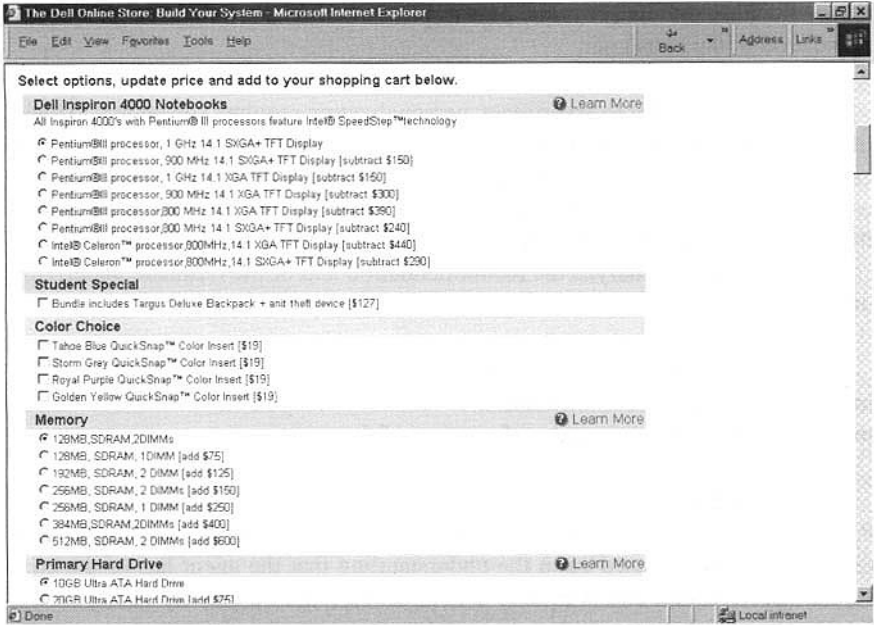 The Dell Online Store: Build Your System - Microsoft Internet Explorer
File Edit View Favorites Tools Help
Back
Address Links
Select options, update price and add to your shopping cart below.
Dell Inspiron 4000 Notebooks
Learn More
All Inspiron 4000's with Pentium® III processors feature Intel® SpeedStep™technology
Pentium®III processor, 1 GHz 14.1 SXGA+ TFT Display
Pentium®III processor, 900 MHz 14.1 SXGA+ TFT Display [subtract $150]
Pentium®III processor, 1 GHz 14.1 XGA TFT Display [subtract $150]
Pentium®III processor, 900 MHz 14.1 XGA TFT Display [subtract $300]
Pentium®III processor,800 MHz 14.1 XGA TFT Display [subtract $390]
Pentium®III processor,800 MHz 14.1 SXGA+ TFT Display [subtract $240]
Intel® Celeron™ processor,800MHz,14.1 XGA TFT Display [subtract $440]
Intel® Celeron™ processor,800MHz,14.1 SXGA+ TFT Display [subtract $290]
Student Special
Bundle includes Targus Deluxe Backpack + and theft device [$127]
Color Choice
Tahoe Blue QuickSnap™ Color Insert [$19]
Storm Grey QuickSnap™ Color Insert [$19]
Royal Purple QuickSnap™ Color Insert [$19]
Golden Yellow QuickSnap™ Color Insert [$19]
Memory
Learn More
128MB,SDRAM,2DIMMs
128MB, SDRAM, 1DIMM [add $75]
192MB, SDRAM, 2 DIMM [add $125]
256MB, SDRAM, 2 DIMMs [add $150]
256MB, SDRAM, 1 DIMM [add $250]
384MB,SDRAM,2DIMMs [add $400]
512MB, SDRAM, 2 DIMMs [add $600]
Primary Hard Drive
Learn More
10GB Ultra ATA Hard Drive
20GB Ultra ATA Hard Drive [add $75]
Done
Local intranet